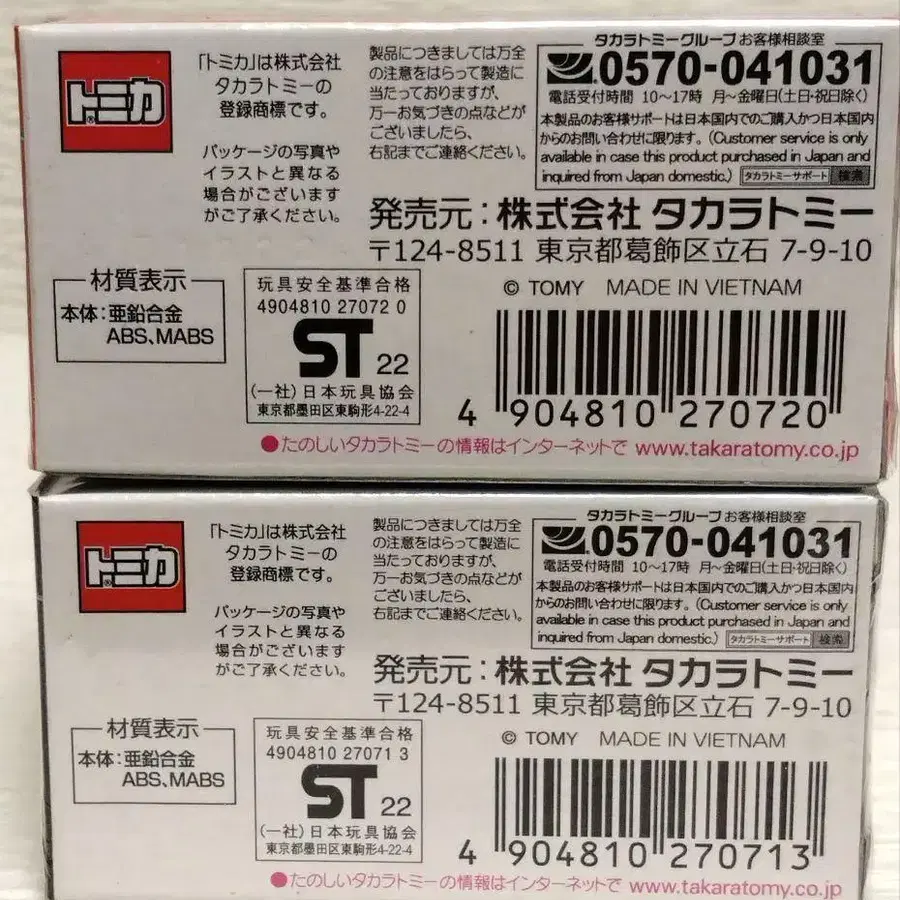 トミカ
®
「トミカ」は株式会社
タカラトミーの
登録商標です。
パッケージの写真や
イラストと異なる
場合がございます
がご了承ください。
製品につきましては万全
の注意をはらって製造に
当たっておりますが、
万一お気づきの点などが
ございましたら、
右記までご連絡ください。
タカラトミーグループ お客様相談室
0570-041031
電話受付時間 10〜17時 月〜金曜日(土日・祝日除く)
本製品のお客様サポートは日本国内でのご購入かつ日本国内
からのお問い合わせに限ります。(Customer service is only
available in case this product purchased in Japan and
inquired from Japan domestic.) タカラトミーサポート 検索
発売元：株式会社 タカラトミー
〒124-8511 東京都葛飾区立石 7-9-10
材質表示
本体：亜鉛合金
ABS、MABS
玩具安全基準合格
4904810 27072 0
ST 22
(一社)日本玩具協会
東京都墨田区東駒形4-22-4
© TOMY MADE IN VIETNAM
4 904810 270720
●たのしいタカラトミーの情報はインターネットで www.takaratomy.co.jp
トミカ
®
「トミカ」は株式会社
タカラトミーの
登録商標です。
パッケージの写真や
イラストと異なる
場合がございます
がご了承ください。
製品につきましては万全
の注意をはらって製造に
当たっておりますが、
万一お気づきの点などが
ございましたら、
右記までご連絡ください。
タカラトミーグループ お客様相談室
0570-041031
電話受付時間 10〜17時 月〜金曜日(土日・祝日除く)
本製品のお客様サポートは日本国内でのご購入かつ日本国内
からのお問い合わせに限ります。(Customer service is only
available in case this product purchased in Japan and
inquired from Japan domestic.) タカラトミーサポート 検索
発売元：株式会社 タカラトミー
〒124-8511 東京都葛飾区立石 7-9-10
材質表示
本体：亜鉛合金
ABS、MABS
玩具安全基準合格
4904810 27071 3
ST 22
(一社)日本玩具協会
東京都墨田区東駒形4-22-4
© TOMY MADE IN VIETNAM
4 904810 270713
●たのしいタカラトミーの情報はインターネットで www.takaratomy.co.jp